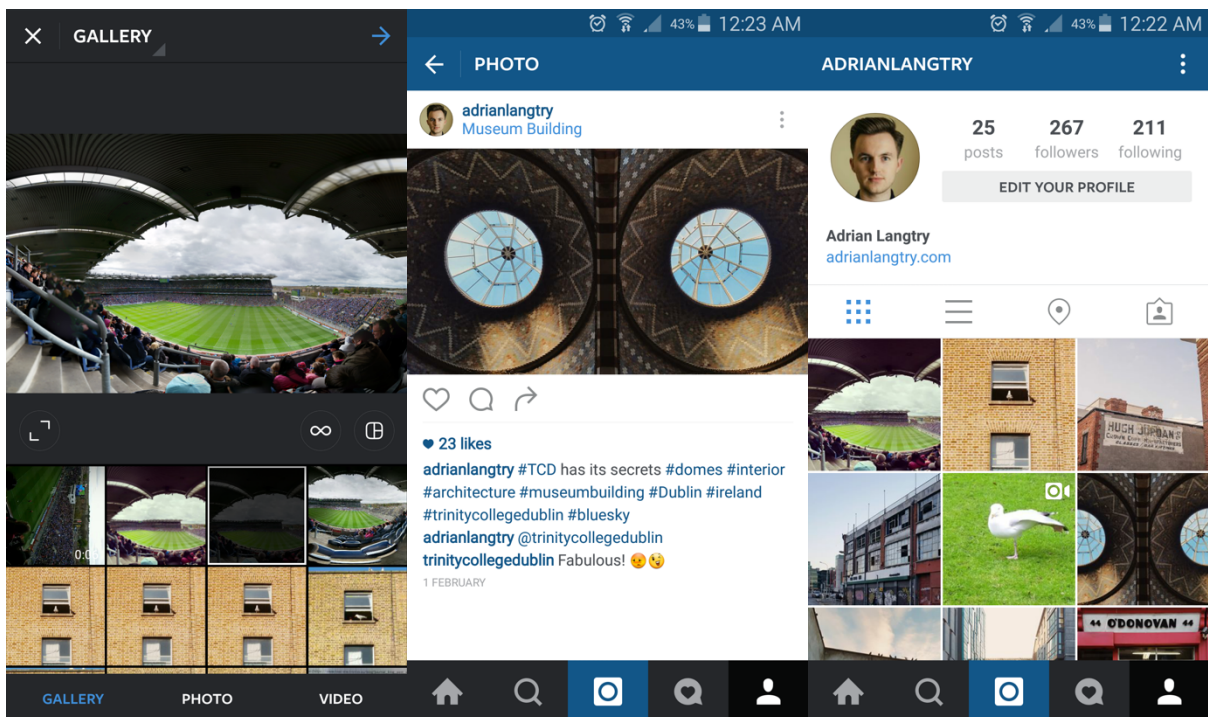 GALLERY
0:05
GALLERY PHOTO VIDEO
43% 12:23 AM
PHOTO
adrianlangtry
Museum Building
23 likes
adrianlangtry #TCD has its secrets #domes #interior
#architecture #museumbuilding #Dublin #ireland
#trinitycollegedublin #bluesky
adrianlangtry @trinitycollegedublin
trinitycollegedublin Fabulous! 😗😲
1 FEBRUARY
43% 12:22 AM
ADRIANLANGTRY
25 267 211
posts followers following
EDIT YOUR PROFILE
Adrian Langtry
adrianlangtry.com
HUGH JORDAN'S
O'DONOVAN